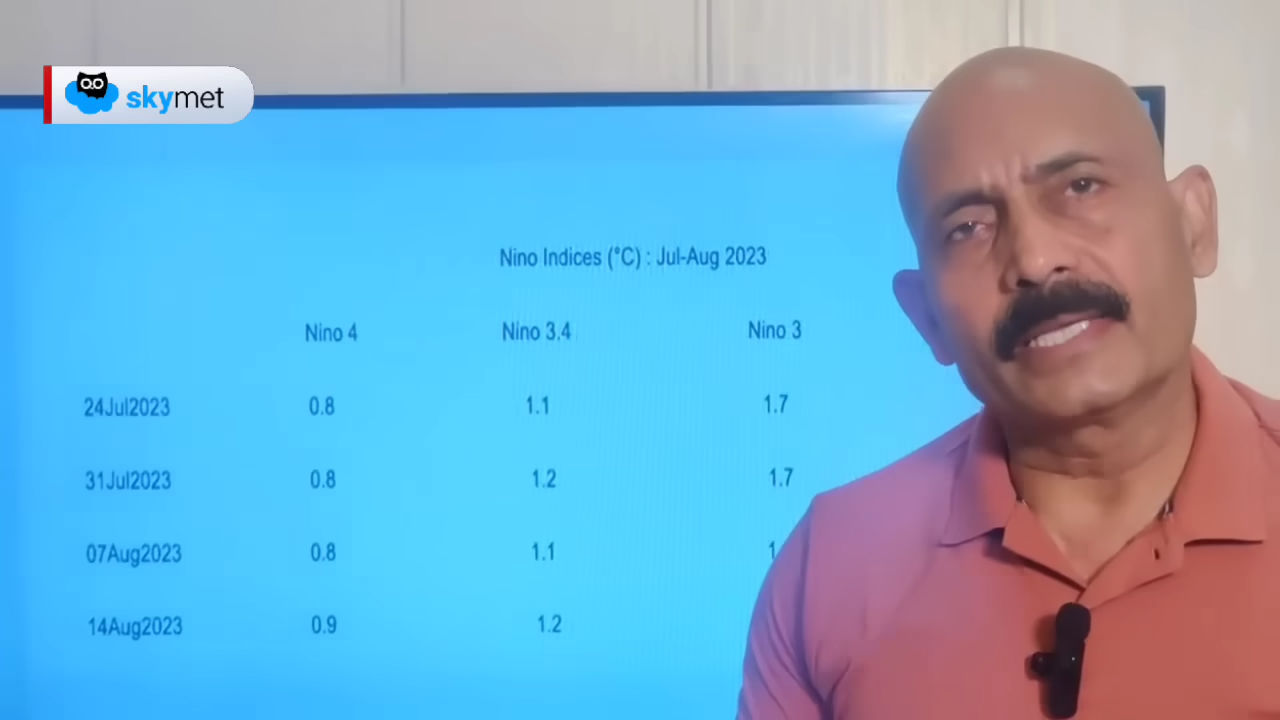 skymet
Nino Indices (°C) : Jul-Aug 2023
Nino 4 Nino 3.4 Nino 3
24Jul2023 0.8 1.1 1.7
31Jul2023 0.8 1.2 1.7
07Aug2023 0.8 1.1
14Aug2023 0.9 1.2